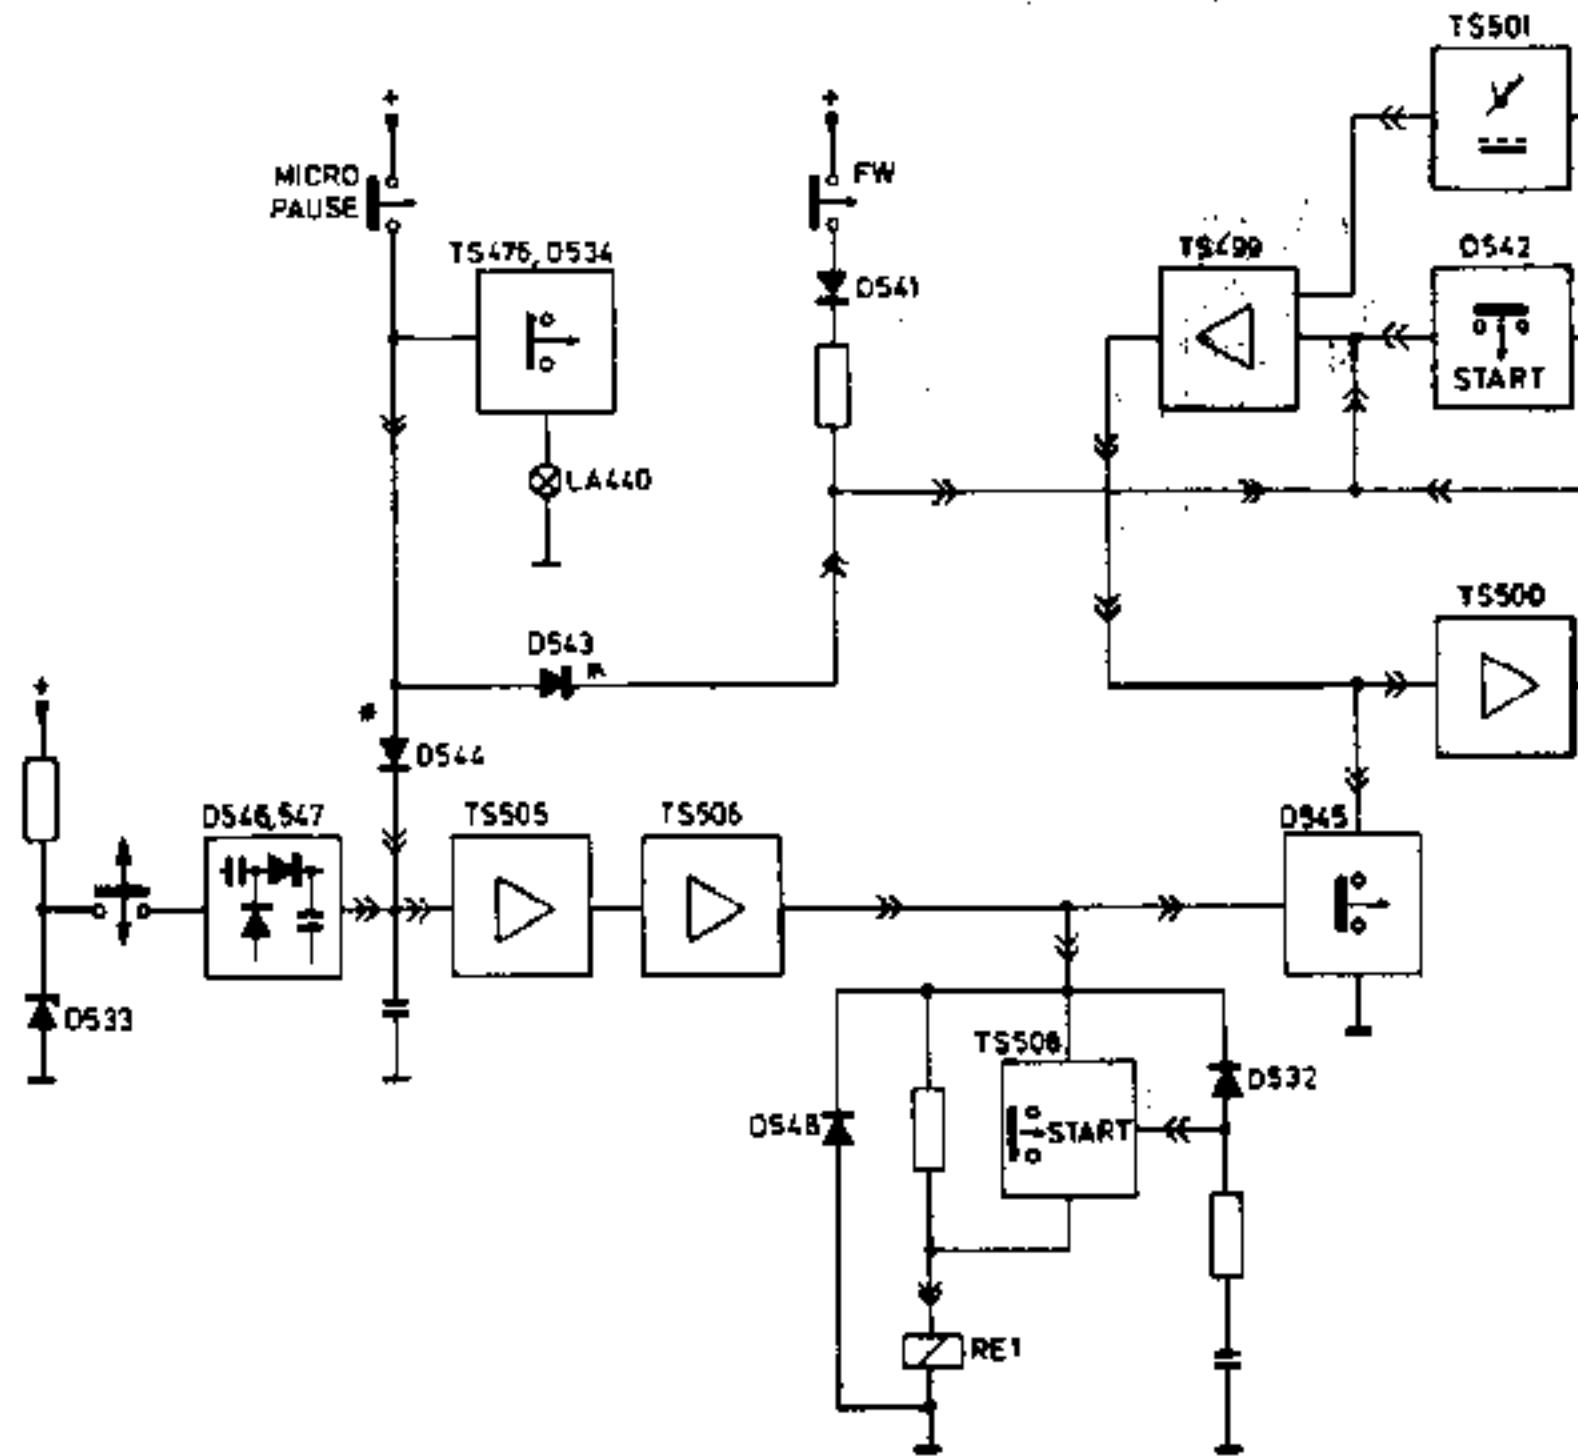 TS501
+
+
MICRO
PAUSE
FW
TS476, D534
TS499
D542
D541
START
LA440
TS500
D543
*
+
*
D544
D546,547
TS505
TS506
D545
D533
TS508
D532
D548
START
RE1